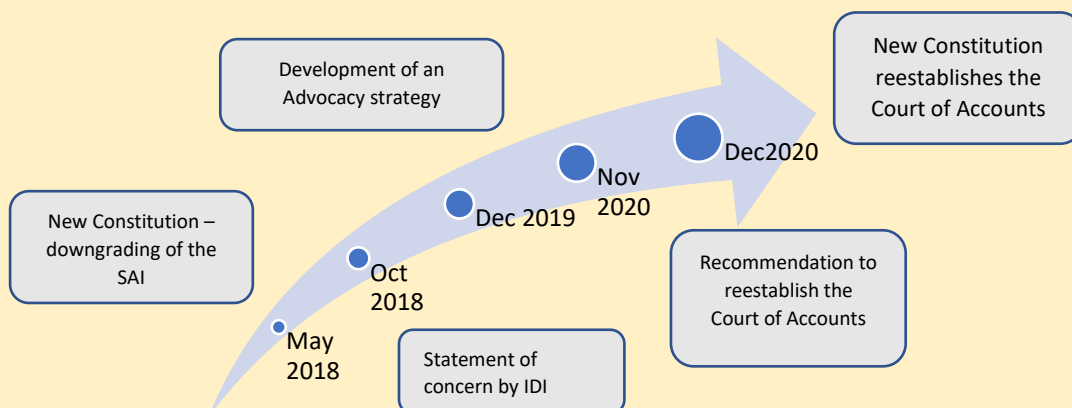 New Constitution
reestablishes the
Court of Accounts
Development of an
Advocacy strategy
Dec2020
Nov
2020
Dec 2019
New Constitution –
downgrading of the
SAI
Oct
2018
Recommendation to
reestablish the
Court of Accounts
May
2018
Statement of
concern by IDI